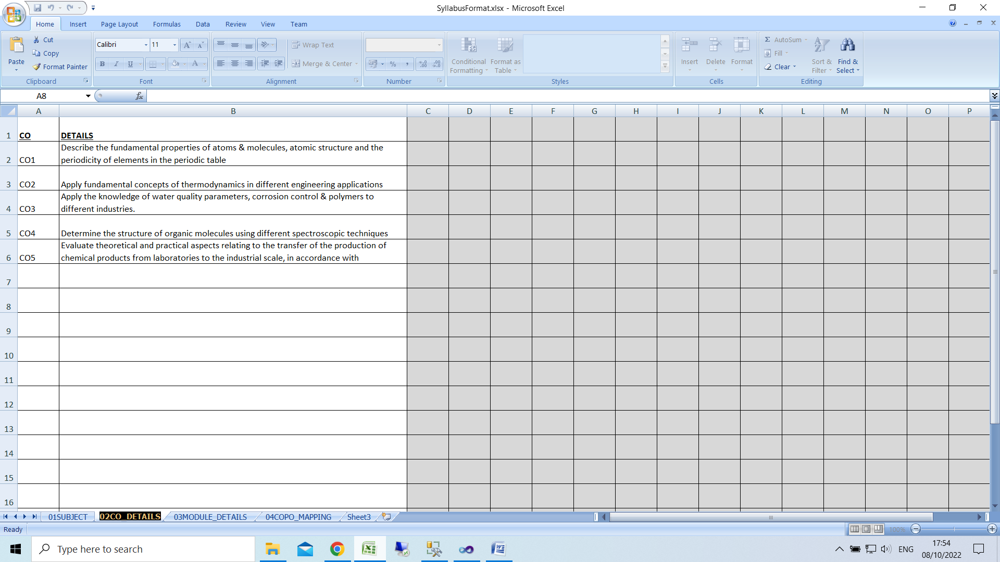 SyllabusFormat.xlsx - Microsoft Excel
Home Insert Page Layout Formulas Data Review View Team
Paste
Cut
Copy
Format Painter
Clipboard
Calibri 11
B I U A
Font
Wrap Text
Merge & Center
Alignment
% ,
Number
Conditional Formatting
Format as Table
Styles
Insert Delete Format
Cells
Σ AutoSum
Fill
Clear
Sort & Filter
Find & Select
Editing
A8 fx
A B C D E F G H I J K L M N O P
1 CO DETAILS
2 CO1 Describe the fundamental properties of atoms & molecules, atomic structure and the
periodicity of elements in the periodic table
3 CO2 Apply fundamental concepts of thermodynamics in different engineering applications
4 CO3 Apply the knowledge of water quality parameters, corrosion control & polymers to
different industries.
5 CO4 Determine the structure of organic molecules using different spectroscopic techniques
6 CO5 Evaluate theoretical and practical aspects relating to the transfer of the production of
chemical products from laboratories to the industrial scale, in accordance with
7
8
9
10
11
12
13
14
15
16
01SUBJECT 02CO_DETAILS 03MODULE_DETAILS 04COPO_MAPPING Sheet3
Ready 100%
Type here to search
ENG
17:54
08/10/2022